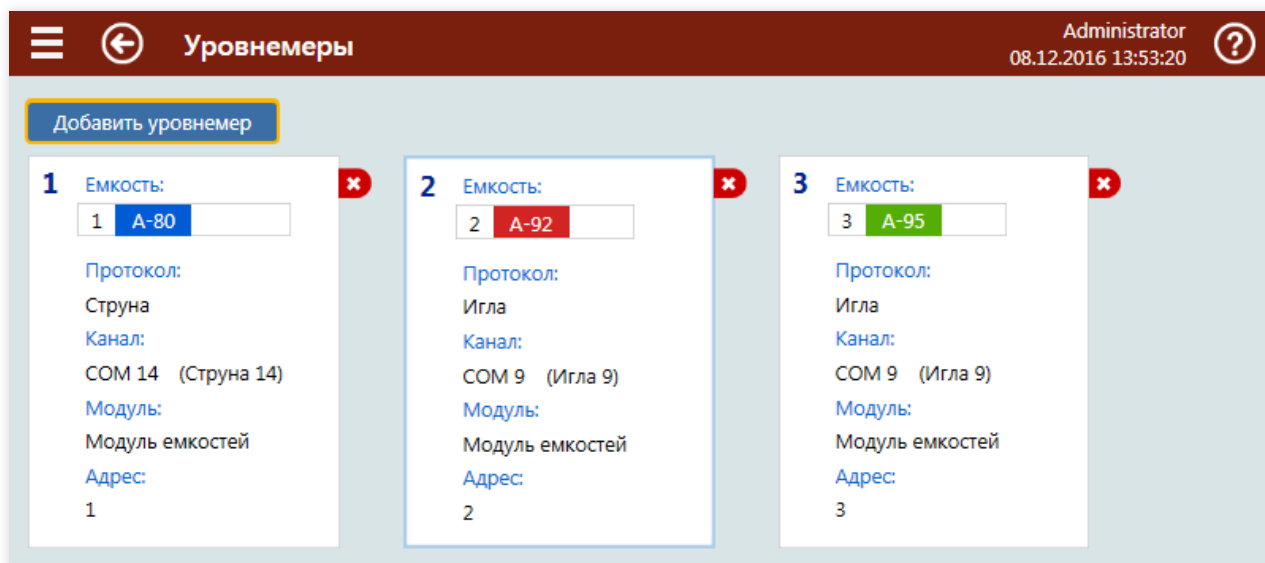 Уровнемеры
Administrator
08.12.2016 13:53:20
Добавить уровнемер
1 Емкость:
1 А-80
Протокол:
Струна
Канал:
COM 14 (Струна 14)
Модуль:
Модуль емкостей
Адрес:
1
2 Емкость:
2 А-92
Протокол:
Игла
Канал:
COM 9 (Игла 9)
Модуль:
Модуль емкостей
Адрес:
2
3 Емкость:
3 А-95
Протокол:
Игла
Канал:
COM 9 (Игла 9)
Модуль:
Модуль емкостей
Адрес:
3